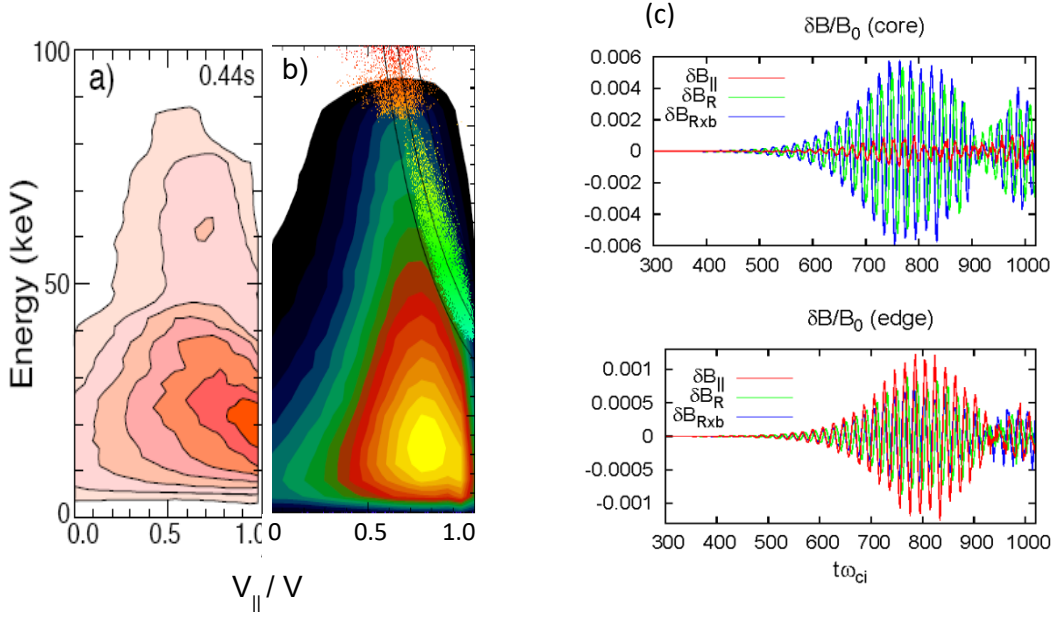 a)
0.44s
b)
100
50
0
Energy (keV)
0.0
0.5
1.0
0
0.5
1.0
V|| / V
(c)
δB/B0 (core)
δB||
δBR
δBRxb
0.006
0.004
0.002
0
-0.002
-0.004
-0.006
300 400 500 600 700 800 900 1000
δB/B0 (edge)
δB||
δBR
δBRxb
0.001
0.0005
0
-0.0005
-0.001
300 400 500 600 700 800 900 1000
tωci